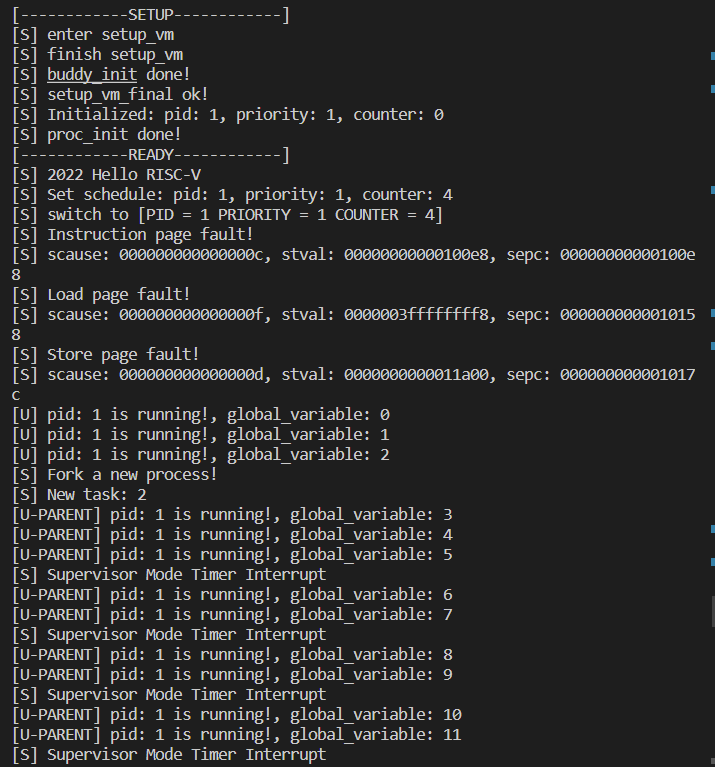 [------------SETUP------------]
[S] enter setup_vm
[S] finish setup_vm
[S] buddy_init done!
[S] setup_vm_final ok!
[S] Initialized: pid: 1, priority: 1, counter: 0
[S] proc_init done!
[------------READY------------]
[S] 2022 Hello RISC-V
[S] Set schedule: pid: 1, priority: 1, counter: 4
[S] switch to [PID = 1 PRIORITY = 1 COUNTER = 4]
[S] Instruction page fault!
[S] scause: 000000000000000c, stval: 00000000000100e8, sepc: 00000000000100e
8
[S] Load page fault!
[S] scause: 000000000000000f, stval: 0000003ffffffff8, sepc: 000000000001015
8
[S] Store page fault!
[S] scause: 000000000000000d, stval: 0000000000011a00, sepc: 000000000001017
c
[U] pid: 1 is running!, global_variable: 0
[U] pid: 1 is running!, global_variable: 1
[U] pid: 1 is running!, global_variable: 2
[S] Fork a new process!
[S] New task: 2
[U-PARENT] pid: 1 is running!, global_variable: 3
[U-PARENT] pid: 1 is running!, global_variable: 4
[U-PARENT] pid: 1 is running!, global_variable: 5
[S] Supervisor Mode Timer Interrupt
[U-PARENT] pid: 1 is running!, global_variable: 6
[U-PARENT] pid: 1 is running!, global_variable: 7
[S] Supervisor Mode Timer Interrupt
[U-PARENT] pid: 1 is running!, global_variable: 8
[U-PARENT] pid: 1 is running!, global_variable: 9
[S] Supervisor Mode Timer Interrupt
[U-PARENT] pid: 1 is running!, global_variable: 10
[U-PARENT] pid: 1 is running!, global_variable: 11
[S] Supervisor Mode Timer Interrupt